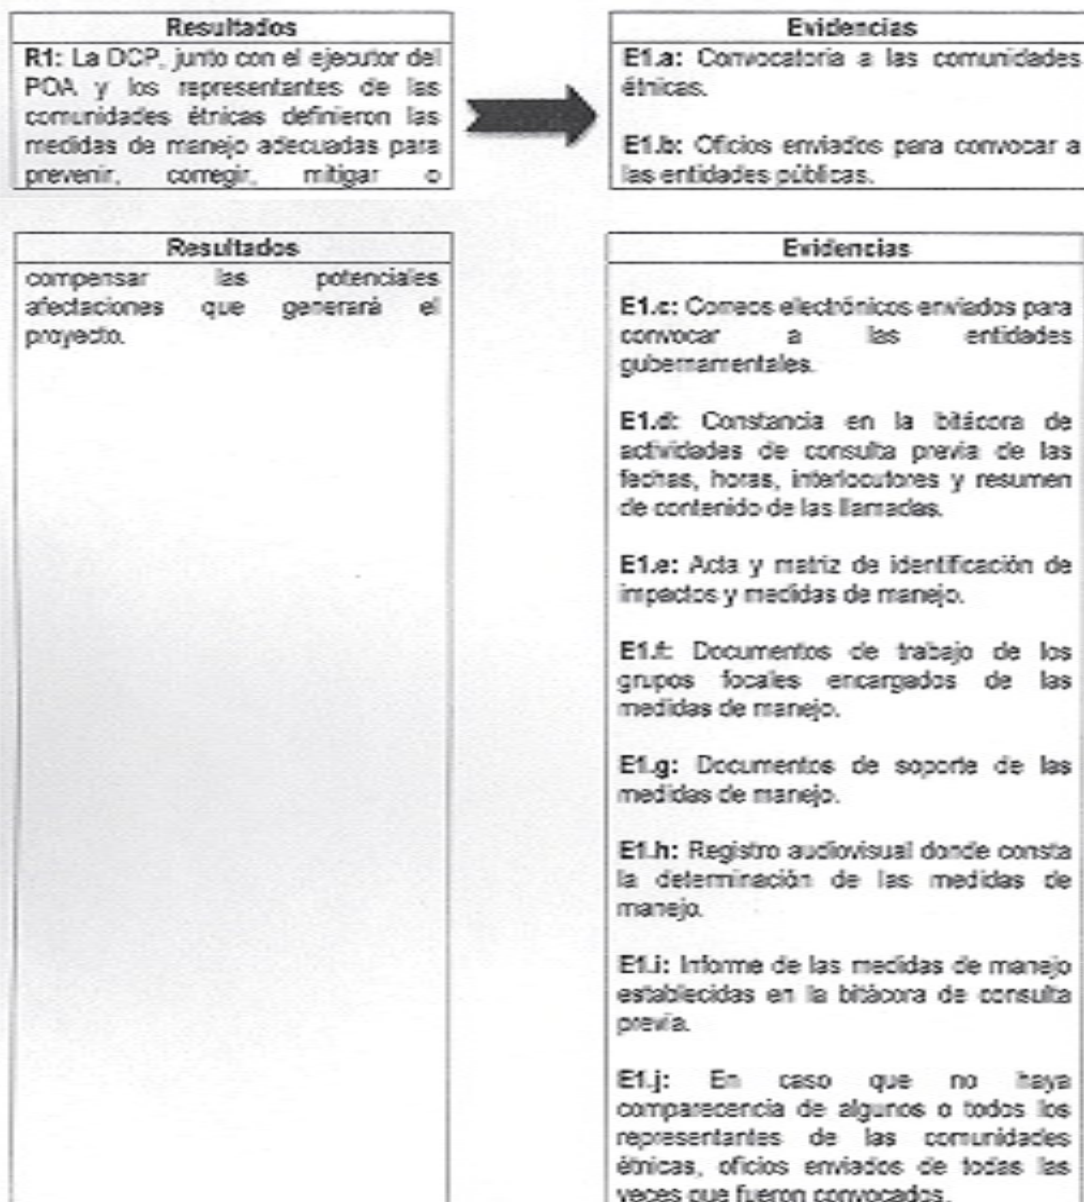 Resultados
R1: La DCP, junto con el ejecutor del
POA y los representantes de las
comunidades étnicas definieron las
medidas de manejo adecuadas para
prevenir, corregir, mitigar o
Evidencias
E1.a: Convocatoria a las comunidades
étnicas.
E1.b: Oficios enviados para convocar a
las entidades públicas.
Resultados
compensar las potenciales
afectaciones que generará el
proyecto.
Evidencias
E1.c: Correos electrónicos enviados para
convocar a las entidades
gubernamentales.
E1.d: Constancia en la bitácora de
actividades de consulta previa de las
fechas, horas, interlocutores y resumen
de contenido de las llamadas.
E1.e: Acta y matriz de identificación de
impactos y medidas de manejo.
E1.f: Documentos de trabajo de los
grupos focales encargados de las
medidas de manejo.
E1.g: Documentos de soporte de las
medidas de manejo.
E1.h: Registro audiovisual donde consta
la determinación de las medidas de
manejo.
E1.i: Informe de las medidas de manejo
establecidas en la bitácora de consulta
previa.
E1.j: En caso que no haya
comparecencia de algunos o todos los
representantes de las comunidades
étnicas, oficios enviados de todas las
veces que fueron convocados.